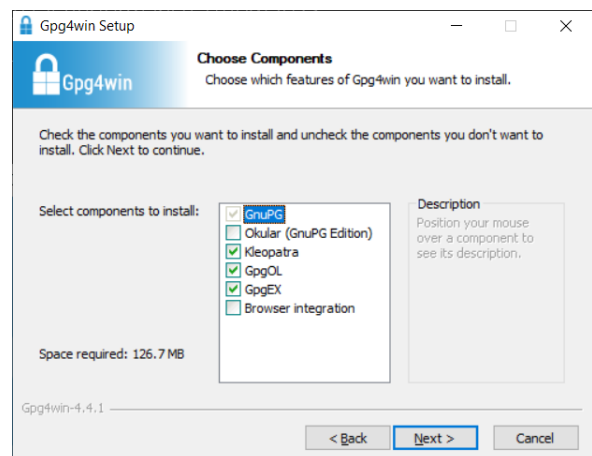 Gpg4win Setup
Gpg4win
Choose Components
Choose which features of Gpg4win you want to install.
Check the components you want to install and uncheck the components you don't want to
install. Click Next to continue.
Select components to install:
GnuPG
Okular (GnuPG Edition)
Kleopatra
GpgOL
GpgEX
Browser integration
Description
Position your mouse
over a component to
see its description.
Space required: 126.7 MB
Gpg4win-4.4.1
< Back
Next >
Cancel